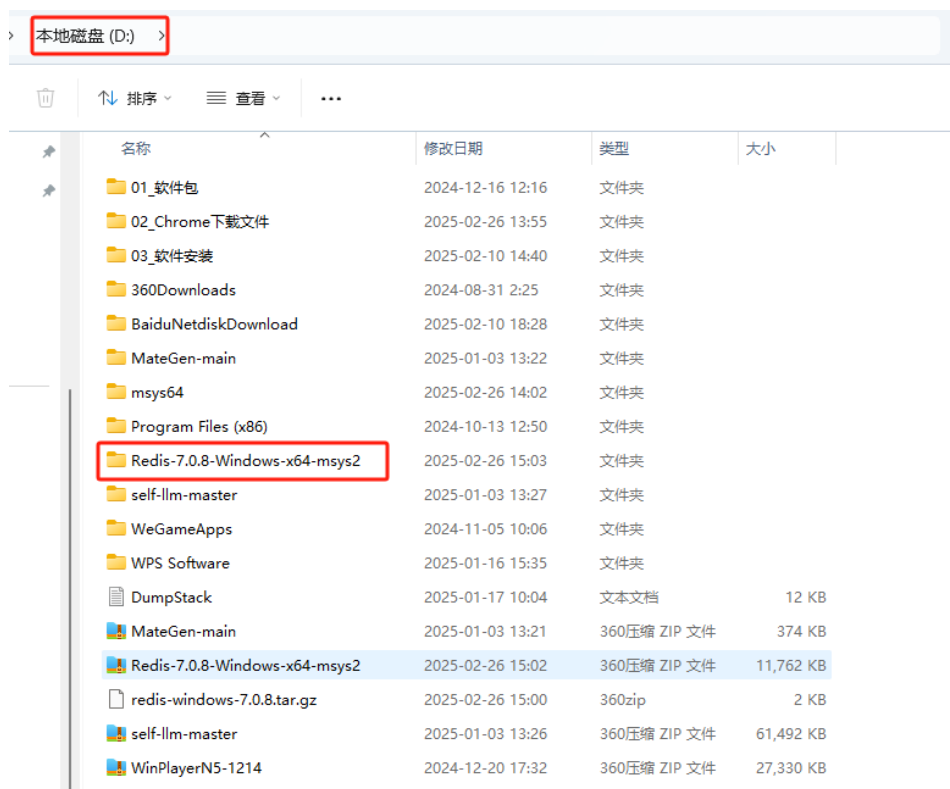 本地磁盘 (D:)
排序 查看 ...
名称 修改日期 类型 大小
01_软件包 2024-12-16 12:16 文件夹
02_Chrome下载文件 2025-02-26 13:55 文件夹
03_软件安装 2025-02-10 14:40 文件夹
360Downloads 2024-08-31 2:25 文件夹
BaiduNetdiskDownload 2025-02-10 18:28 文件夹
MateGen-main 2025-01-03 13:22 文件夹
msys64 2025-02-26 14:02 文件夹
Program Files (x86) 2024-10-13 12:50 文件夹
Redis-7.0.8-Windows-x64-msys2 2025-02-26 15:03 文件夹
self-llm-master 2025-01-03 13:27 文件夹
WeGameApps 2024-11-05 10:06 文件夹
WPS Software 2025-01-16 15:35 文件夹
DumpStack 2025-01-17 10:04 文本文档 12 KB
MateGen-main 2025-01-03 13:21 360压缩 ZIP 文件 374 KB
Redis-7.0.8-Windows-x64-msys2 2025-02-26 15:02 360压缩 ZIP 文件 11,762 KB
redis-windows-7.0.8.tar.gz 2025-02-26 15:00 360zip 2 KB
self-llm-master 2025-01-03 13:26 360压缩 ZIP 文件 61,492 KB
WinPlayerN5-1214 2024-12-20 17:32 360压缩 ZIP 文件 27,330 KB